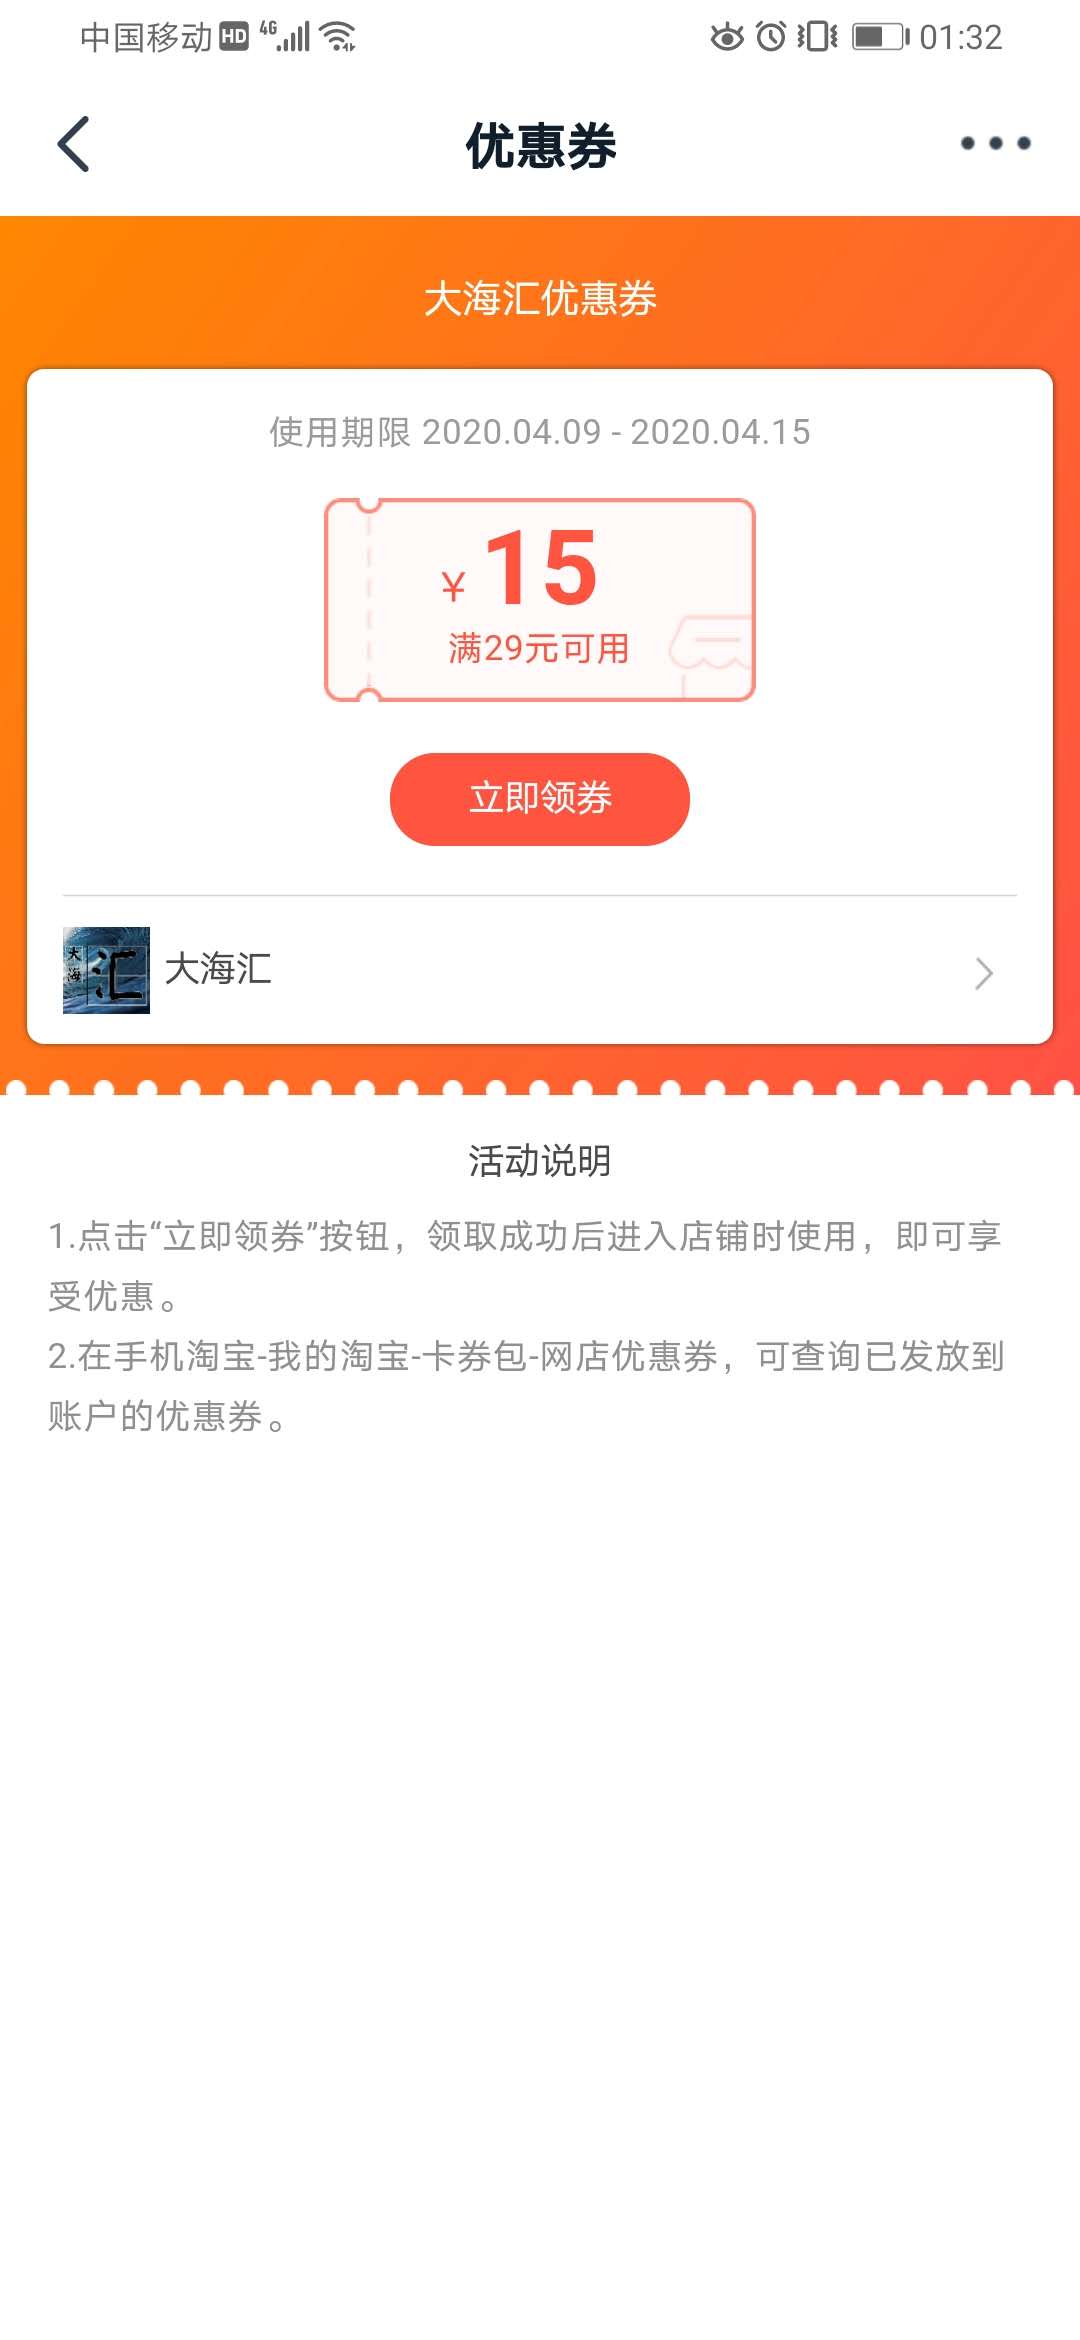 中国移动 HD 4G 01:32
优惠券
大海汇优惠券
使用期限 2020.04.09 - 2020.04.15
¥ 15
满29元可用
立即领券
大海汇 大海汇
活动说明
1.点击“立即领券”按钮，领取成功后进入店铺时使用，即可享
受优惠。
2.在手机淘宝-我的淘宝-卡券包-网店优惠券，可查询已发放到
账户的优惠券。